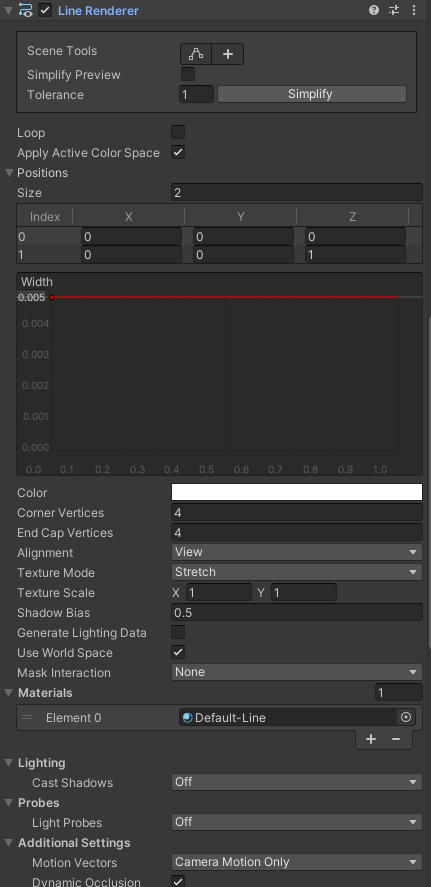 Line Renderer
Scene Tools
Simplify Preview
Tolerance 1 Simplify
Loop
Apply Active Color Space
Positions
Size 2
Index X Y Z
0 0 0 0
1 0 0 1
Width
0.005
0.004
0.003
0.002
0.001
0.000
0.0 0.1 0.2 0.3 0.4 0.5 0.6 0.7 0.8 0.9 1.0
Color
Corner Vertices 4
End Cap Vertices 4
Alignment View
Texture Mode Stretch
Texture Scale X 1 Y 1
Shadow Bias 0.5
Generate Lighting Data
Use World Space
Mask Interaction None
Materials 1
Element 0 Default-Line
+ −
Lighting
Cast Shadows Off
Probes
Light Probes Off
Additional Settings
Motion Vectors Camera Motion Only
Dynamic Occlusion